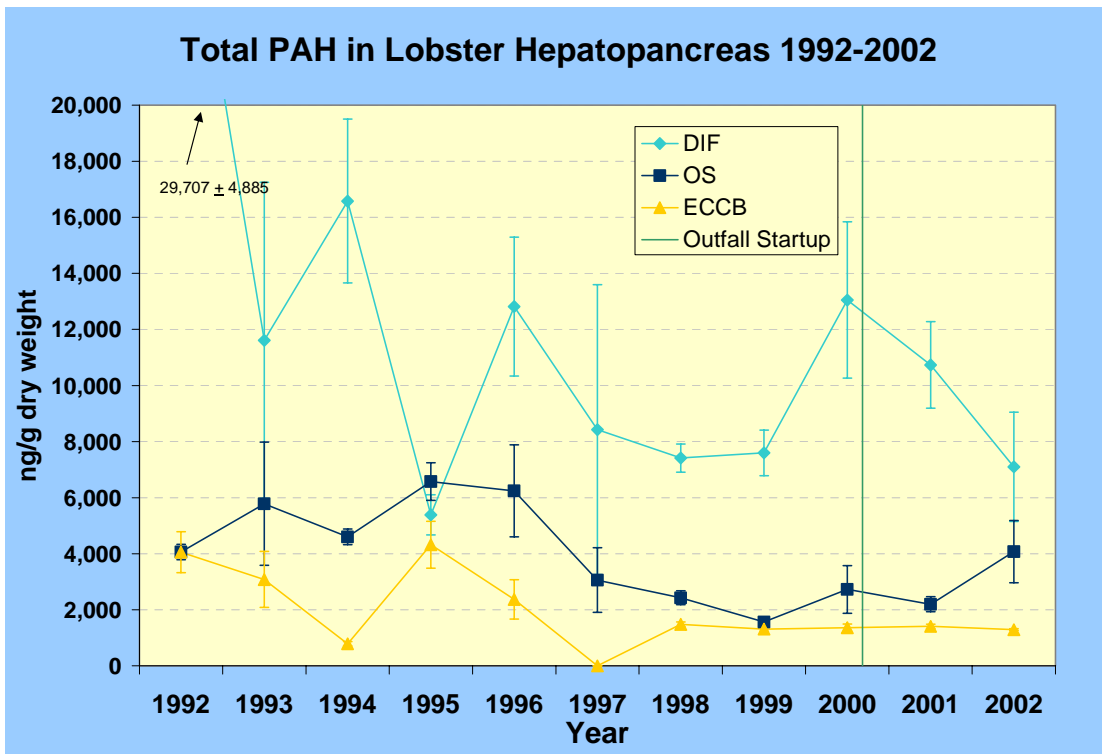 Total PAH in Lobster Hepatopancreas 1992-2002
20,000
18,000
16,000
14,000
12,000
10,000
8,000
6,000
4,000
2,000
0
ng/g dry weight
29,707 ± 4,885
DIF
OS
ECCB
Outfall Startup
1992 1993 1994 1995 1996 1997 1998 1999 2000 2001 2002
Year